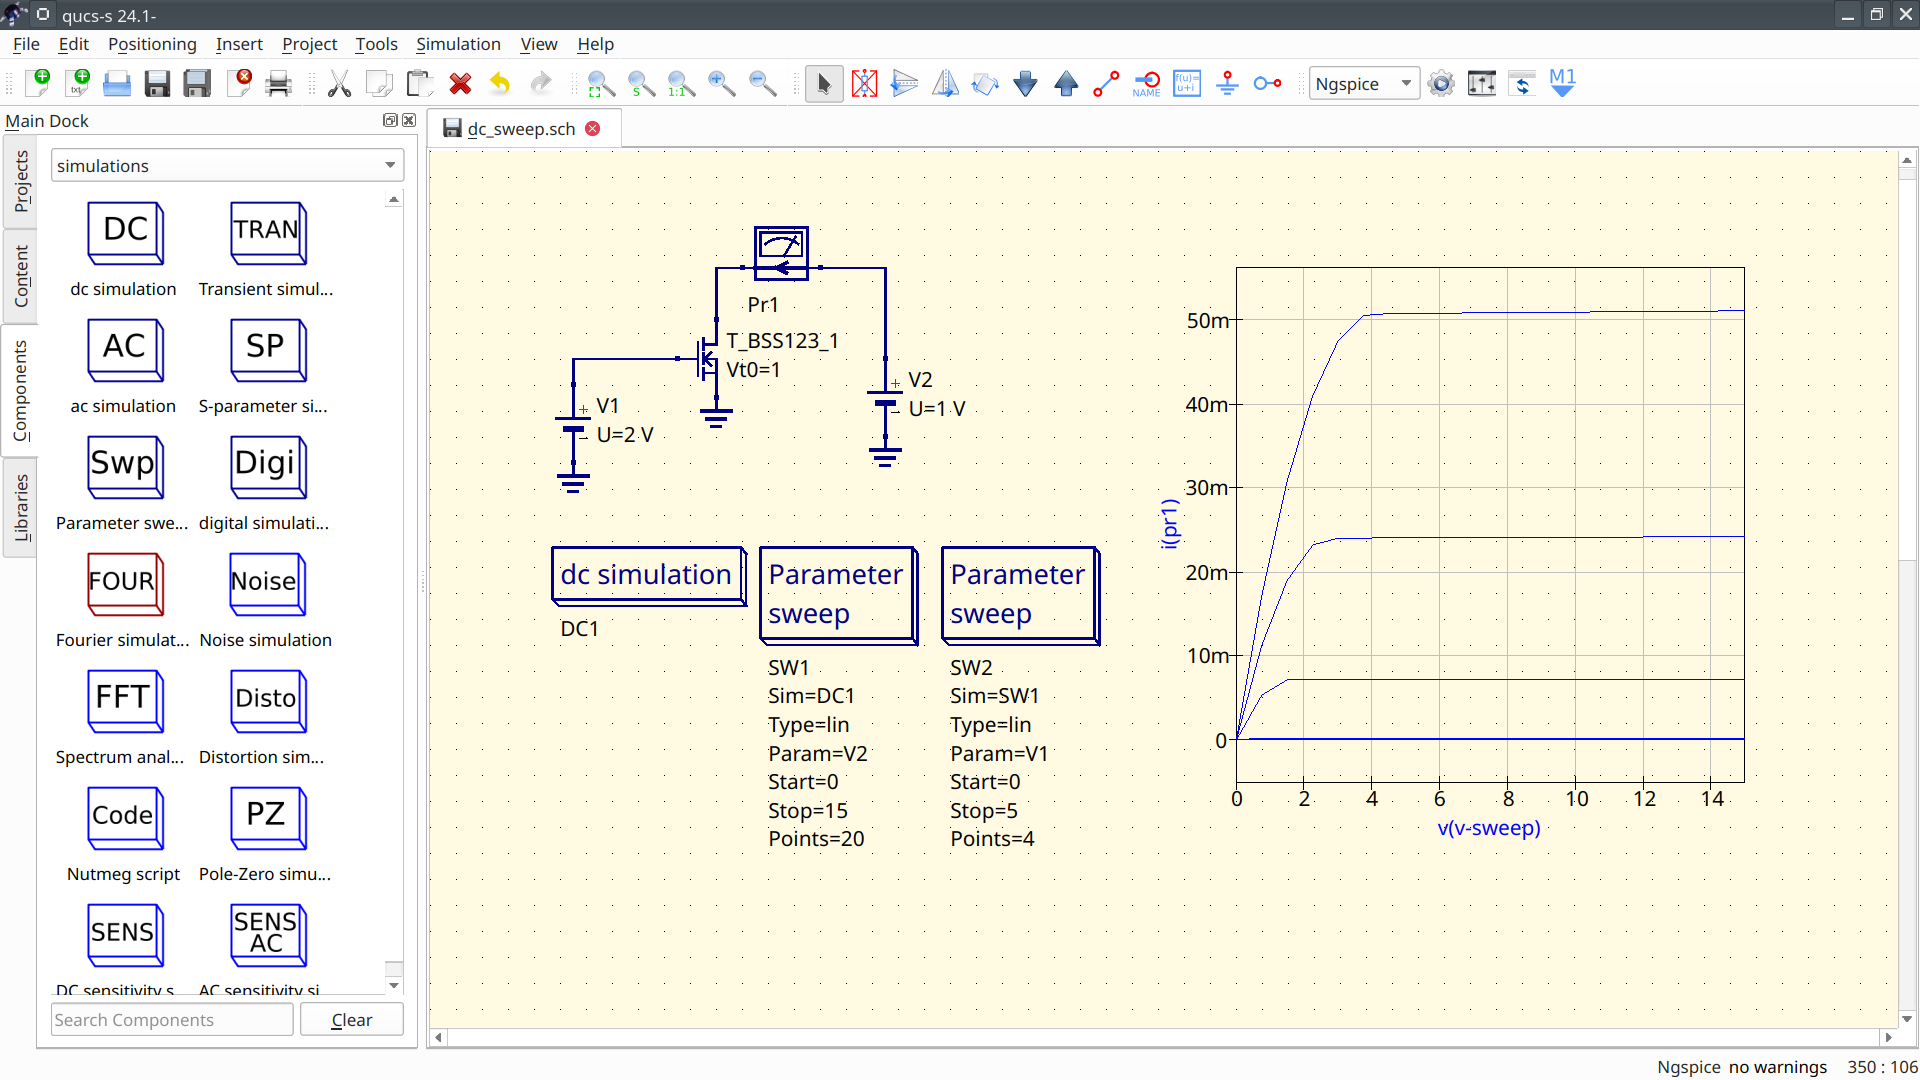 qucs-s 24.1-
File Edit Positioning Insert Project Tools Simulation View Help
txt
S
1:1
NAME
f(u)=
u+i
Ngspice
M1
Main Dock
dc_sweep.sch
Projects
Content
Components
Libraries
simulations
DC
TRAN
dc simulation
Transient simul...
AC
SP
ac simulation
S-parameter si...
Swp
Digi
Parameter swe...
digital simulati...
FOUR
Noise
Fourier simulat...
Noise simulation
FFT
Disto
Spectrum anal...
Distortion sim...
Code
PZ
Nutmeg script
Pole-Zero simu...
SENS
SENS
AC
DC sensitivity s
AC sensitivity si
Search Components
Clear
Pr1
T_BSS123_1
Vt0=1
V1
U=2 V
V2
U=1 V
dc simulation
DC1
Parameter
sweep
SW1
Sim=DC1
Type=lin
Param=V2
Start=0
Stop=15
Points=20
Parameter
sweep
SW2
Sim=SW1
Type=lin
Param=V1
Start=0
Stop=5
Points=4
i(pr1)
50m
40m
30m
20m
10m
0
0 2 4 6 8 10 12 14
v(v-sweep)
Ngspice no warnings 350 : 106